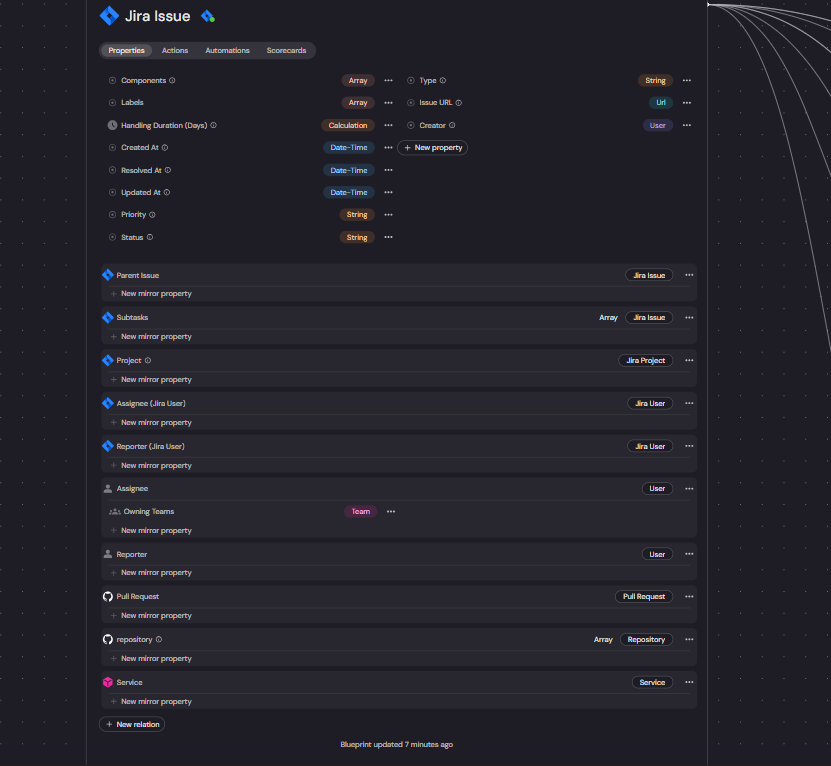 Jira Issue
Properties Actions Automations Scorecards
Components Array Type String
Labels Array Issue URL Url
Handling Duration (Days) Calculation Creator User
Created At Date-Time + New property
Resolved At Date-Time
Updated At Date-Time
Priority String
Status String
Parent Issue Jira Issue
+ New mirror property
Subtasks Array Jira Issue
+ New mirror property
Project Jira Project
+ New mirror property
Assignee (Jira User) Jira User
+ New mirror property
Reporter (Jira User) Jira User
+ New mirror property
Assignee User
Owning Teams Team
+ New mirror property
Reporter User
+ New mirror property
Pull Request Pull Request
+ New mirror property
repository Array Repository
+ New mirror property
Service Service
+ New mirror property
+ New relation
Blueprint updated 7 minutes ago